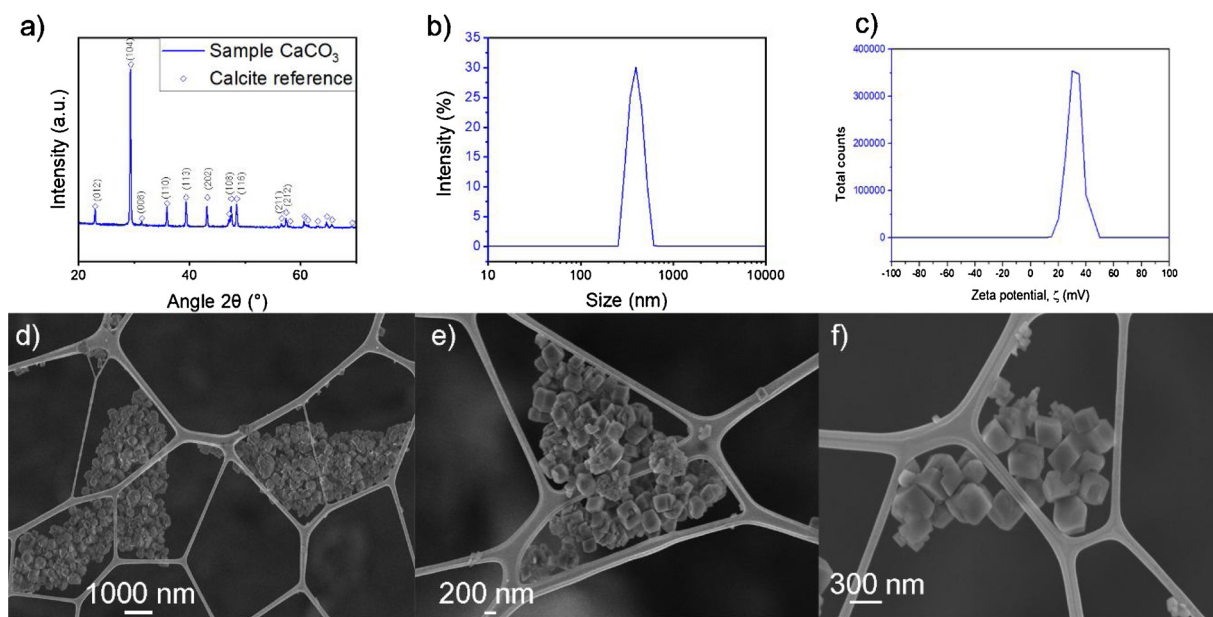 a)
Intensity (a.u.)
Sample CaCO₃
Calcite reference
(012)
(104)
(006)
(110)
(113)
(202)
(108)
(116)
(211)
(212)
20
40
60
Angle 2θ (°)
b)
Intensity (%)
35
30
25
20
15
10
5
0
10
100
1000
10000
Size (nm)
c)
Total counts
400000
300000
200000
100000
0
-100 -80 -60 -40 -20 0 20 40 60 80 100
Zeta potential, ζ (mV)
d)
1000 nm
e)
200 nm
f)
300 nm